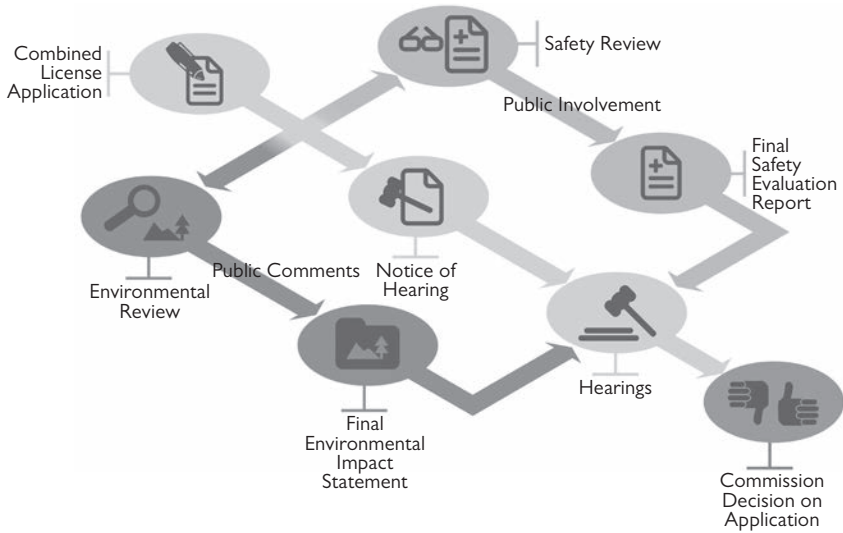 Combined
License
Application
Safety Review
Public Involvement
Final
Safety
Evaluation
Report
Public Comments
Notice of
Hearing
Environmental
Review
Hearings
Final
Environmental
Impact
Statement
Commission
Decision on
Application